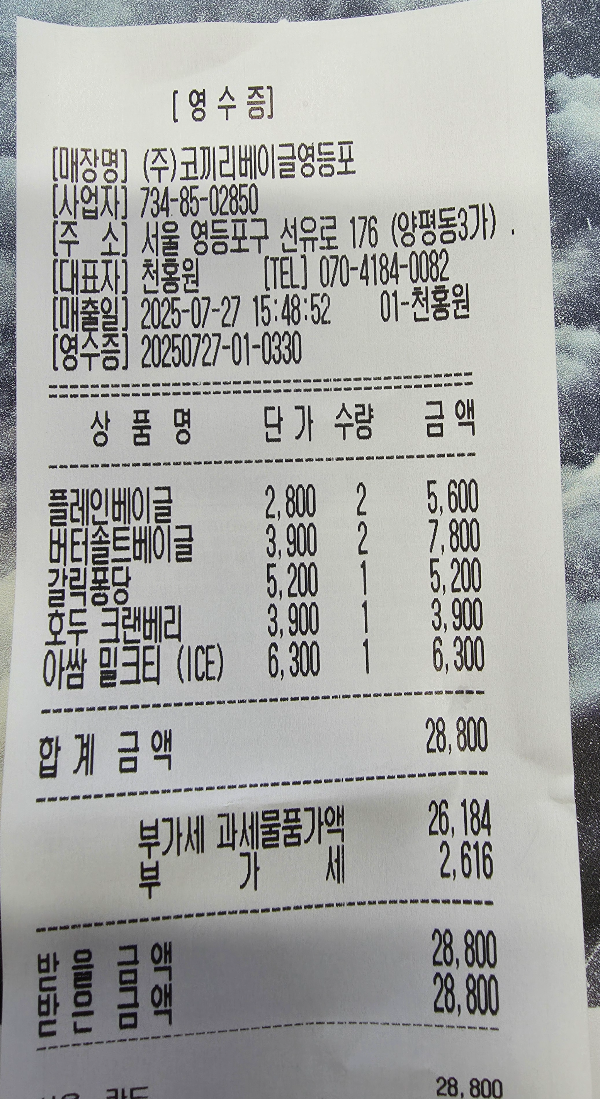 [ 영 수 증]
[매장명] (주)코끼리베이글영등포
[사업자] 734-85-02850
[주 소] 서울 영등포구 선유로 176 (양평동3가) .
[대표자] 천홍원 [TEL] 070-4184-0082
[매출일] 2025-07-27 15:48:52 01-천홍원
[영수증] 20250727-01-0330
상 품 명 단 가 수량 금 액
플레인베이글 2,800 2 5,600
버터솔트베이글 3,900 2 7,800
갈릭퐁당 5,200 1 5,200
호두 크랜베리 3,900 1 3,900
아쌈 밀크티 (ICE) 6,300 1 6,300
합 계 금 액 28,800
부가세 과세물품가액 26,184
부 가 세 2,616
받 을 금 액 28,800
받 은 금 액 28,800
28,800